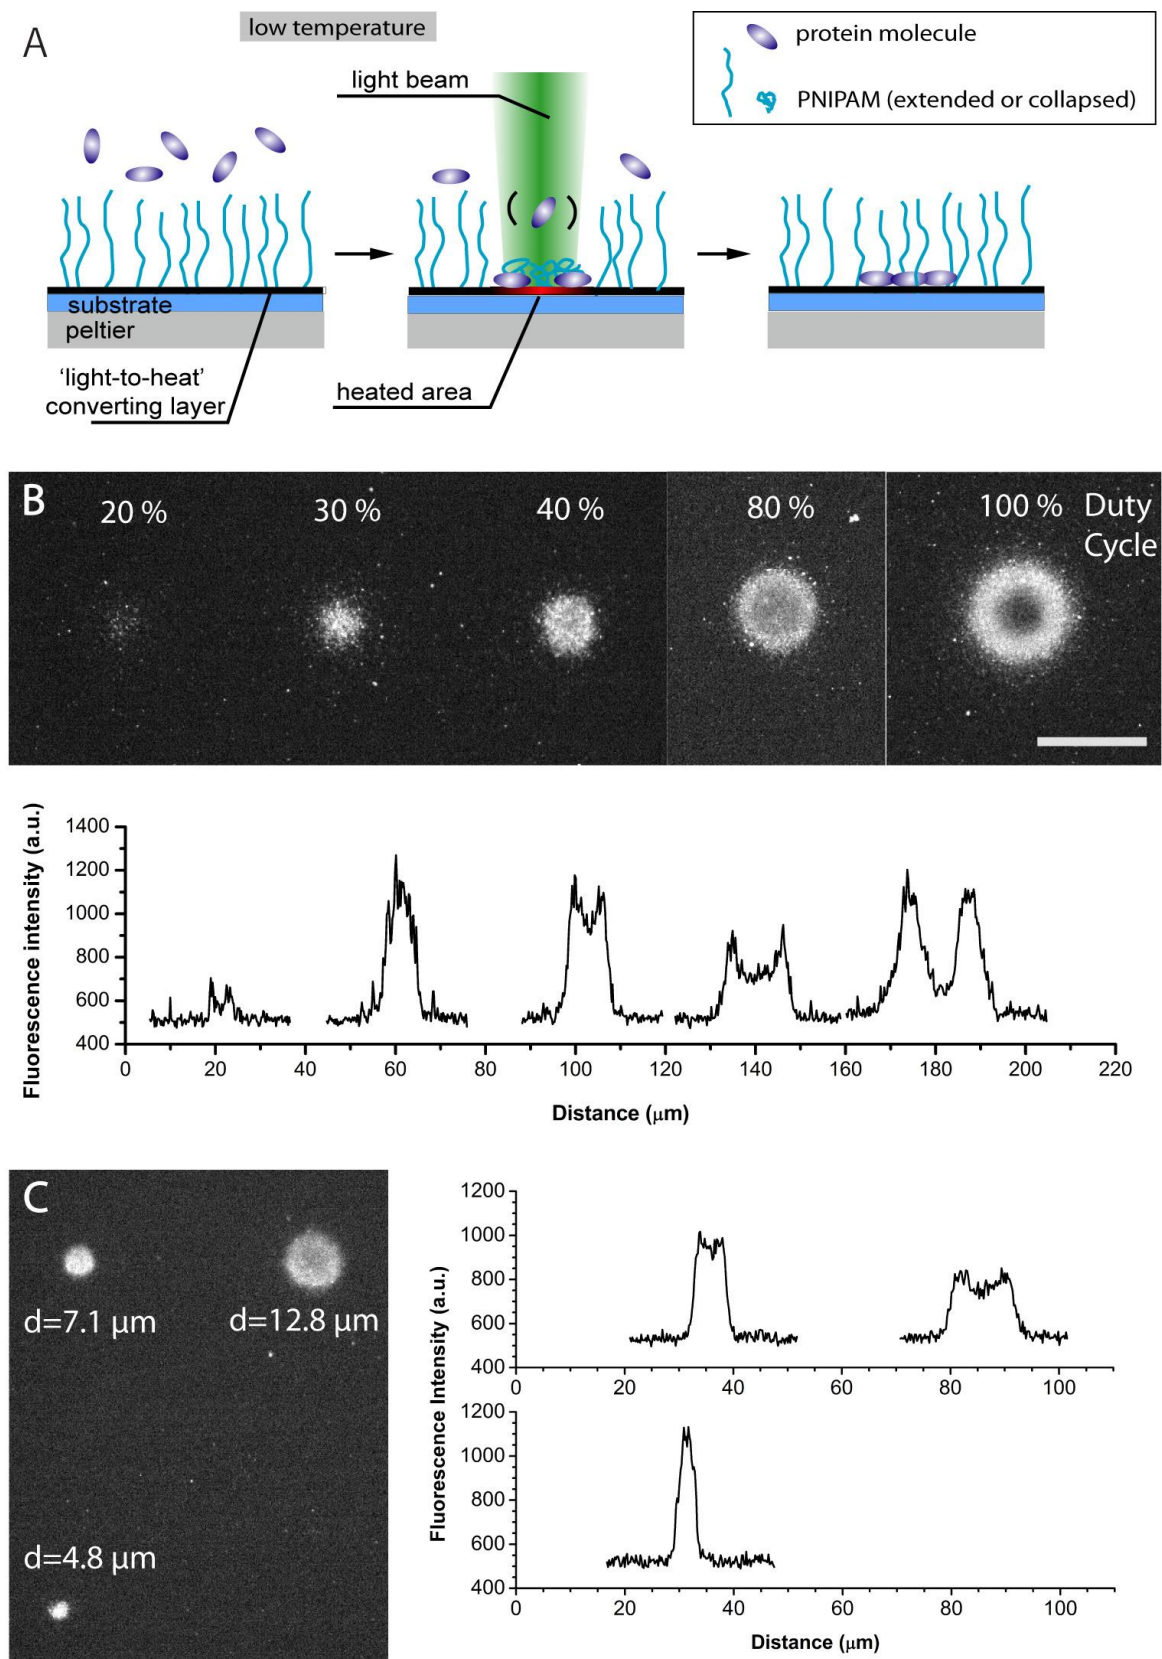 A
low temperature
light beam
protein molecule
PNIPAM (extended or collapsed)
substrate
peltier
'light-to-heat'
converting layer
heated area
B
20 %
30 %
40 %
80 %
100 %
Duty
Cycle
Fluorescence intensity (a.u.)
1400
1200
1000
800
600
400
0
20
40
60
80
100
120
140
160
180
200
220
Distance (μm)
C
d=7.1 μm
d=12.8 μm
d=4.8 μm
Fluorescence Intensity (a.u.)
1200
1000
800
600
400
0
20
40
60
80
100
1200
1000
800
600
400
0
20
40
60
80
100
Distance (μm)